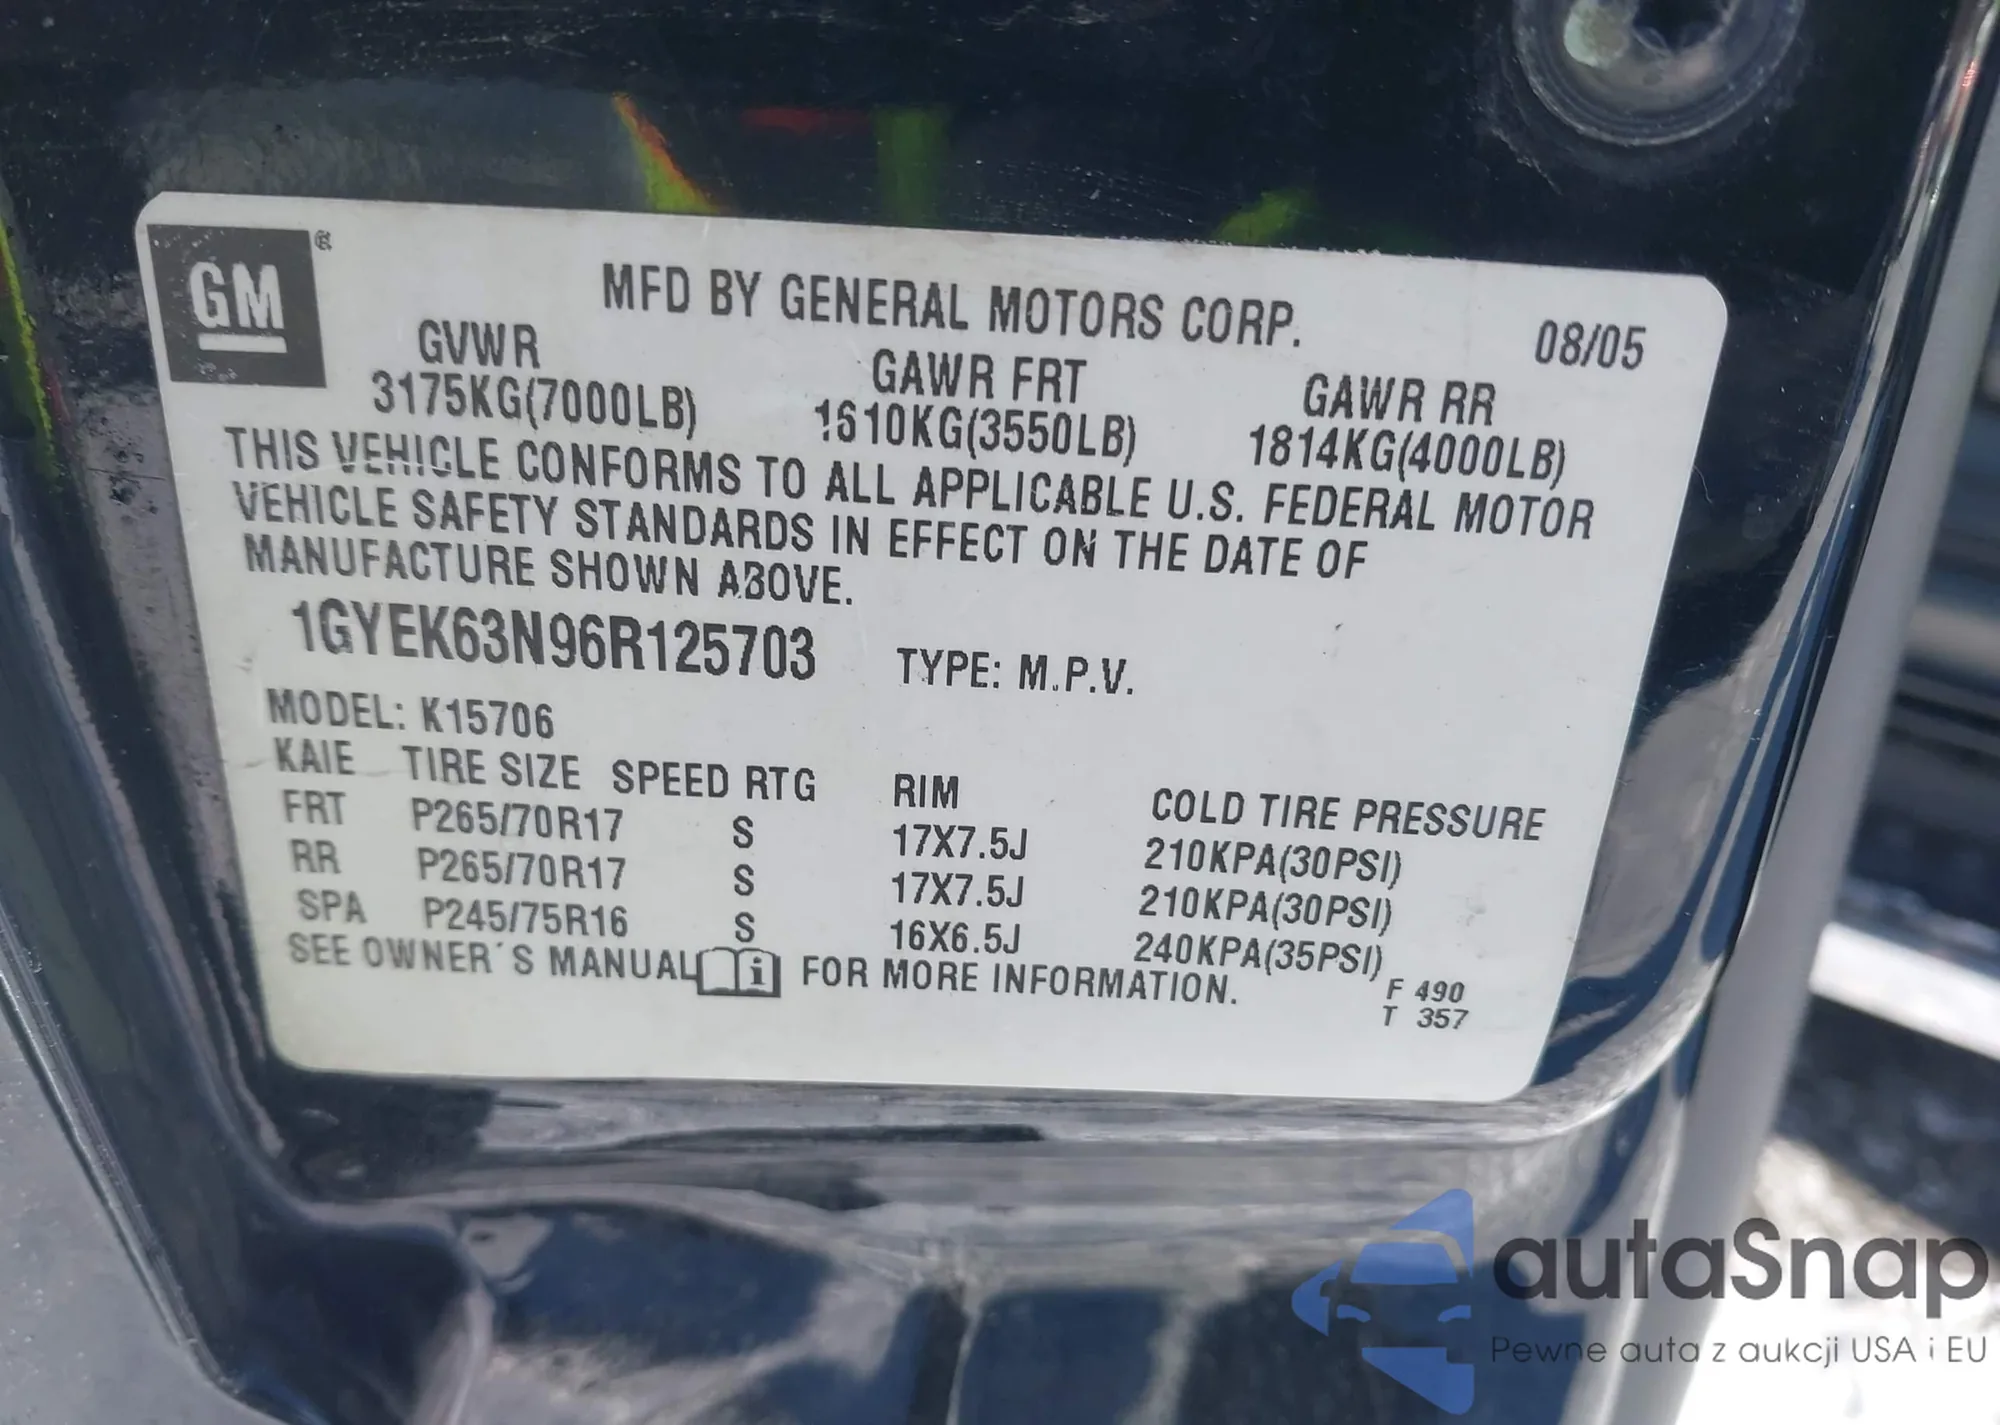 GM®
MFD BY GENERAL MOTORS CORP. 08/05
GVWR GAWR FRT GAWR RR
3175KG(7000LB) 1610KG(3550LB) 1814KG(4000LB)
THIS VEHICLE CONFORMS TO ALL APPLICABLE U.S. FEDERAL MOTOR
VEHICLE SAFETY STANDARDS IN EFFECT ON THE DATE OF
MANUFACTURE SHOWN ABOVE.
1GYEK63N96R125703 TYPE: M.P.V.
MODEL: K15706
KAIE TIRE SIZE SPEED RTG RIM COLD TIRE PRESSURE
FRT P265/70R17 S 17X7.5J 210KPA(30PSI)
RR P265/70R17 S 17X7.5J 210KPA(30PSI)
SPA P245/75R16 S 16X6.5J 240KPA(35PSI)
SEE OWNER'S MANUAL i FOR MORE INFORMATION.
F 490
T 357
autaSnap
Pewne auta z aukcji USA i EU